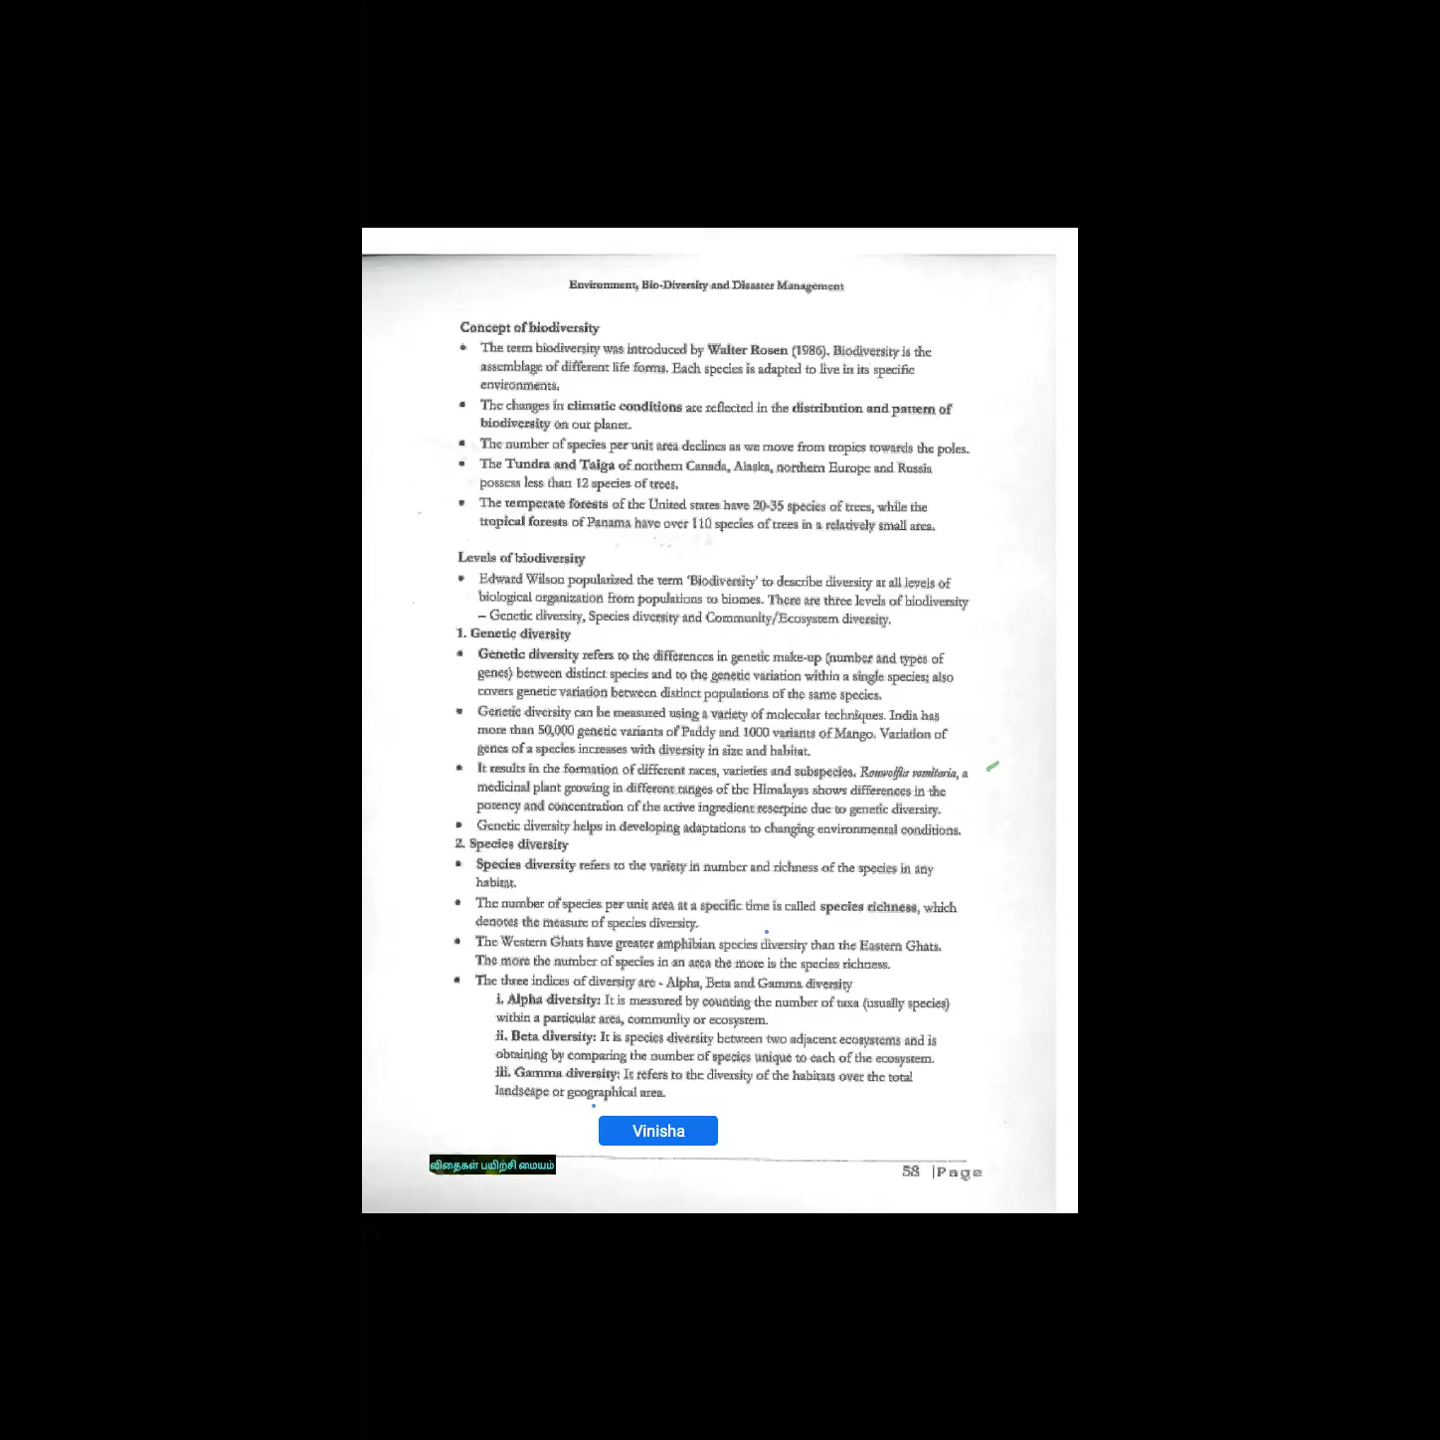 Environment, Bio-Diversity and Disaster Management
Concept of biodiversity
• The term biodiversity was introduced by Walter Rosen (1986). Biodiversity is the
assemblage of different life forms. Each species is adapted to live in its specific
environments.
• The changes in climatic conditions are reflected in the distribution and pattern of
biodiversity on our planet.
• The number of species per unit area declines as we move from tropics towards the poles.
• The Tundra and Taiga of northern Canada, Alaska, northern Europe and Russia
possess less than 12 species of trees.
• The temperate forests of the United states have 20-35 species of trees, while the
tropical forests of Panama have over 110 species of trees in a relatively small area.
Levels of biodiversity
• Edward Wilson popularized the term 'Biodiversity' to describe diversity at all levels of
biological organization from populations to biomes. There are three levels of biodiversity
– Genetic diversity, Species diversity and Community/Ecosystem diversity.
1. Genetic diversity
• Genetic diversity refers to the differences in genetic make-up (number and types of
genes) between distinct species and to the genetic variation within a single species; also
covers genetic variation between distinct populations of the same species.
• Genetic diversity can be measured using a variety of molecular techniques. India has
more than 50,000 genetic variants of Paddy and 1000 variants of Mango. Variation of
genes of a species increases with diversity in size and habitat.
• It results in the formation of different races, varieties and subspecies. vomitaria, a
medicinal plant growing in different ranges of the Himalayas shows differences in the
potency and concentration of the active ingredient reserpine due to genetic diversity.
• Genetic diversity helps in developing adaptations to changing environmental conditions.
2. Species diversity
• Species diversity refers to the variety in number and richness of the species in any
habitat.
• The number of species per unit area at a specific time is called species richness, which
denotes the measure of species diversity.
• The Western Ghats have greater amphibian species diversity than the Eastern Ghats.
The more the number of species in an area the more is the species richness.
• The three indices of diversity are - Alpha, Beta and Gamma diversity
i. Alpha diversity: It is measured by counting the number of taxa (usually species)
within a particular area, community or ecosystem.
ii. Beta diversity: It is species diversity between two adjacent ecosystems and is
obtaining by comparing the number of species unique to each of the ecosystem.
iii. Gamma diversity: It refers to the diversity of the habitats over the total
landscape or geographical area.
Vinisha
விதைகள் பயிற்சி மையம்
58 |Page